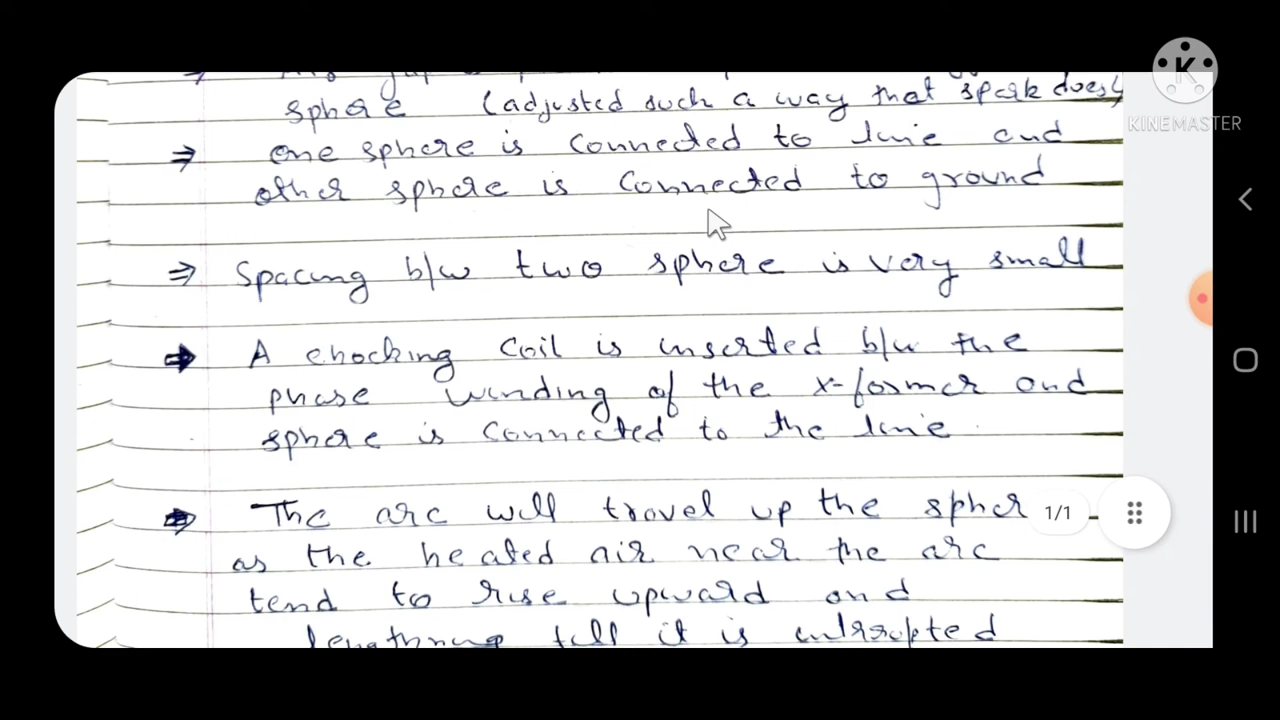 sphere (adjusted such a way that spark does
⇒ one sphere is connected to line and
other sphere is connected to ground
⇒ Spacing b/w two sphere is very small
⇒ A chocking coil is inserted b/w the
phase winding of the x-former and
sphere is connected to the line
⇒ The arc will travel up the spher
as the heated air near the arc
tend to rise upward and
till it is
K
KINEMASTER
1/1